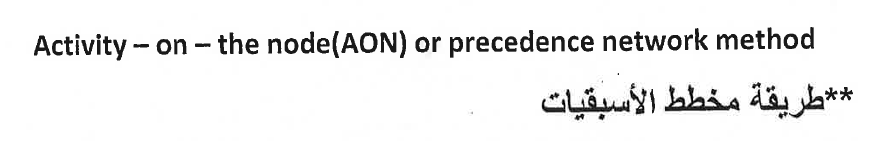 Activity – on – the node(AON) or precedence network method
**طريقة مخطط الأسبقيات